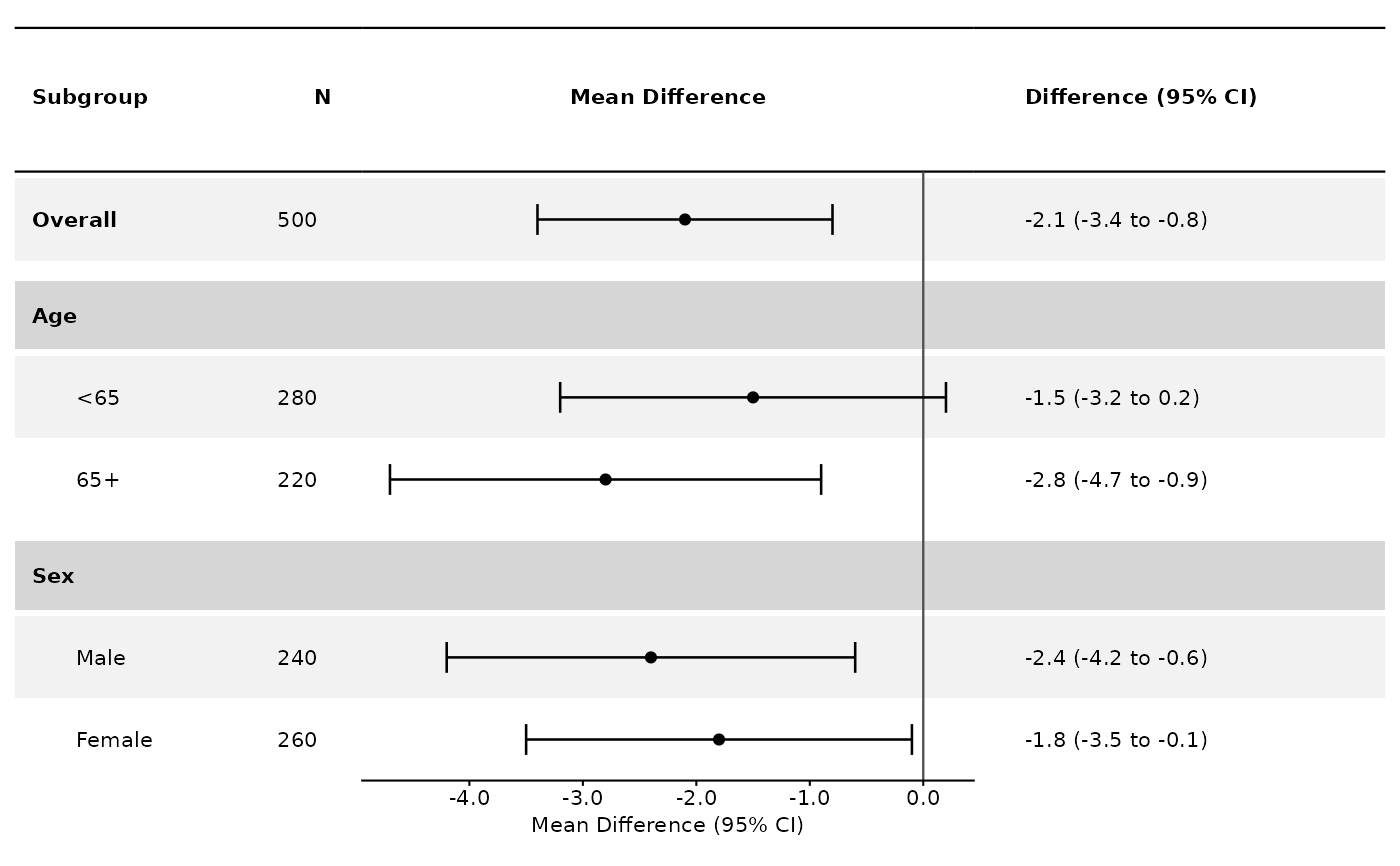 Subgroup N Mean Difference Difference (95% CI)
Overall 500 -2.1 (-3.4 to -0.8)
Age
<65 280 -1.5 (-3.2 to 0.2)
65+ 220 -2.8 (-4.7 to -0.9)
Sex
Male 240 -2.4 (-4.2 to -0.6)
Female 260 -1.8 (-3.5 to -0.1)
-4.0 -3.0 -2.0 -1.0 0.0
Mean Difference (95% CI)